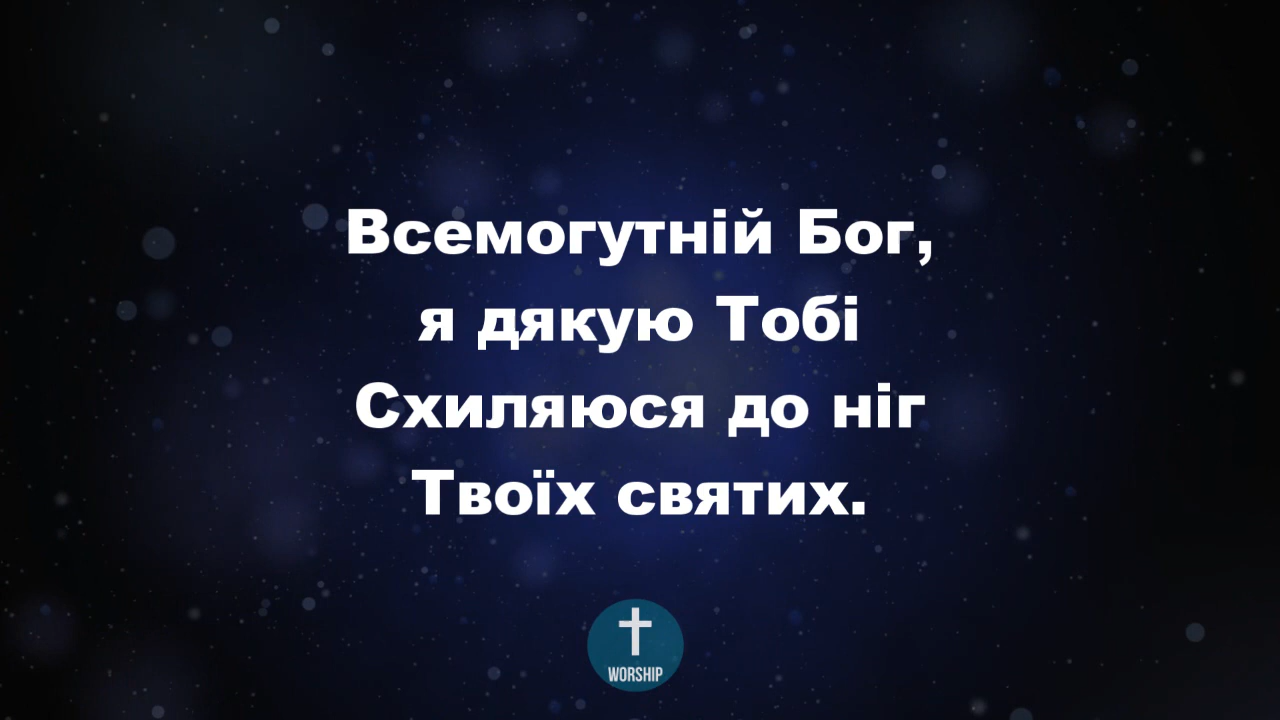 Всемогутній Бог,
я дякую Тобі
Схиляюся до ніг
Твоїх святих.
WORSHIP